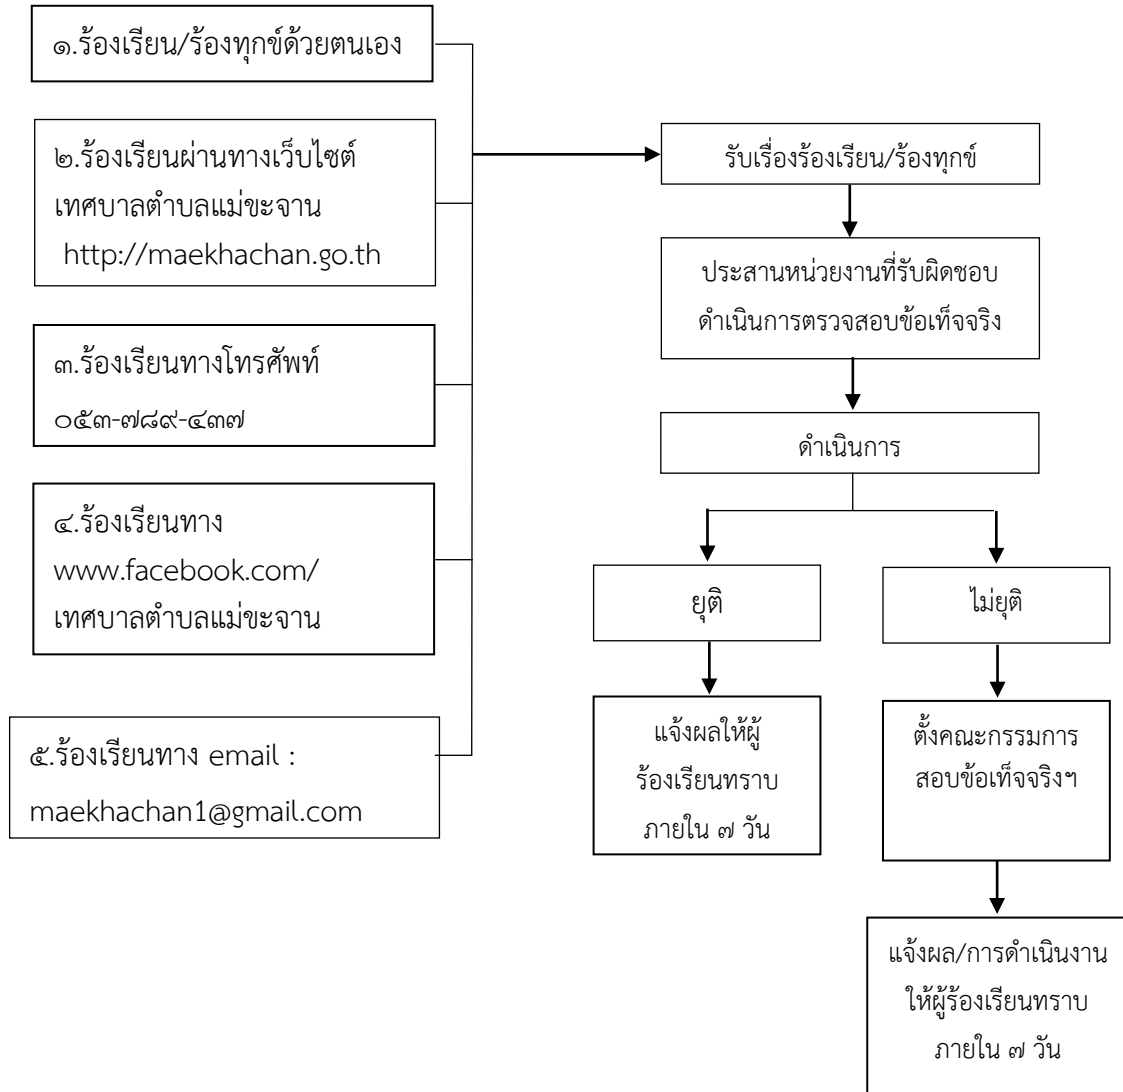 ๑.ร้องเรียน/ร้องทุกข์ด้วยตนเอง
๒.ร้องเรียนผ่านทางเว็บไซต์
เทศบาลตำบลแม่ขะจาน
http://maekhachan.go.th
๓.ร้องเรียนทางโทรศัพท์
๐๕๓-๗๘๙-๔๓๗
๔.ร้องเรียนทาง
www.facebook.com/
เทศบาลตำบลแม่ขะจาน
๕.ร้องเรียนทาง email :
maekhachan1@gmail.com
รับเรื่องร้องเรียน/ร้องทุกข์
ประสานหน่วยงานที่รับผิดชอบ
ดำเนินการตรวจสอบข้อเท็จจริง
ดำเนินการ
ยุติ
แจ้งผลให้ผู้
ร้องเรียนทราบ
ภายใน ๗ วัน
ไม่ยุติ
ตั้งคณะกรรมการ
สอบข้อเท็จจริงฯ
แจ้งผล/การดำเนินงาน
ให้ผู้ร้องเรียนทราบ
ภายใน ๗ วัน